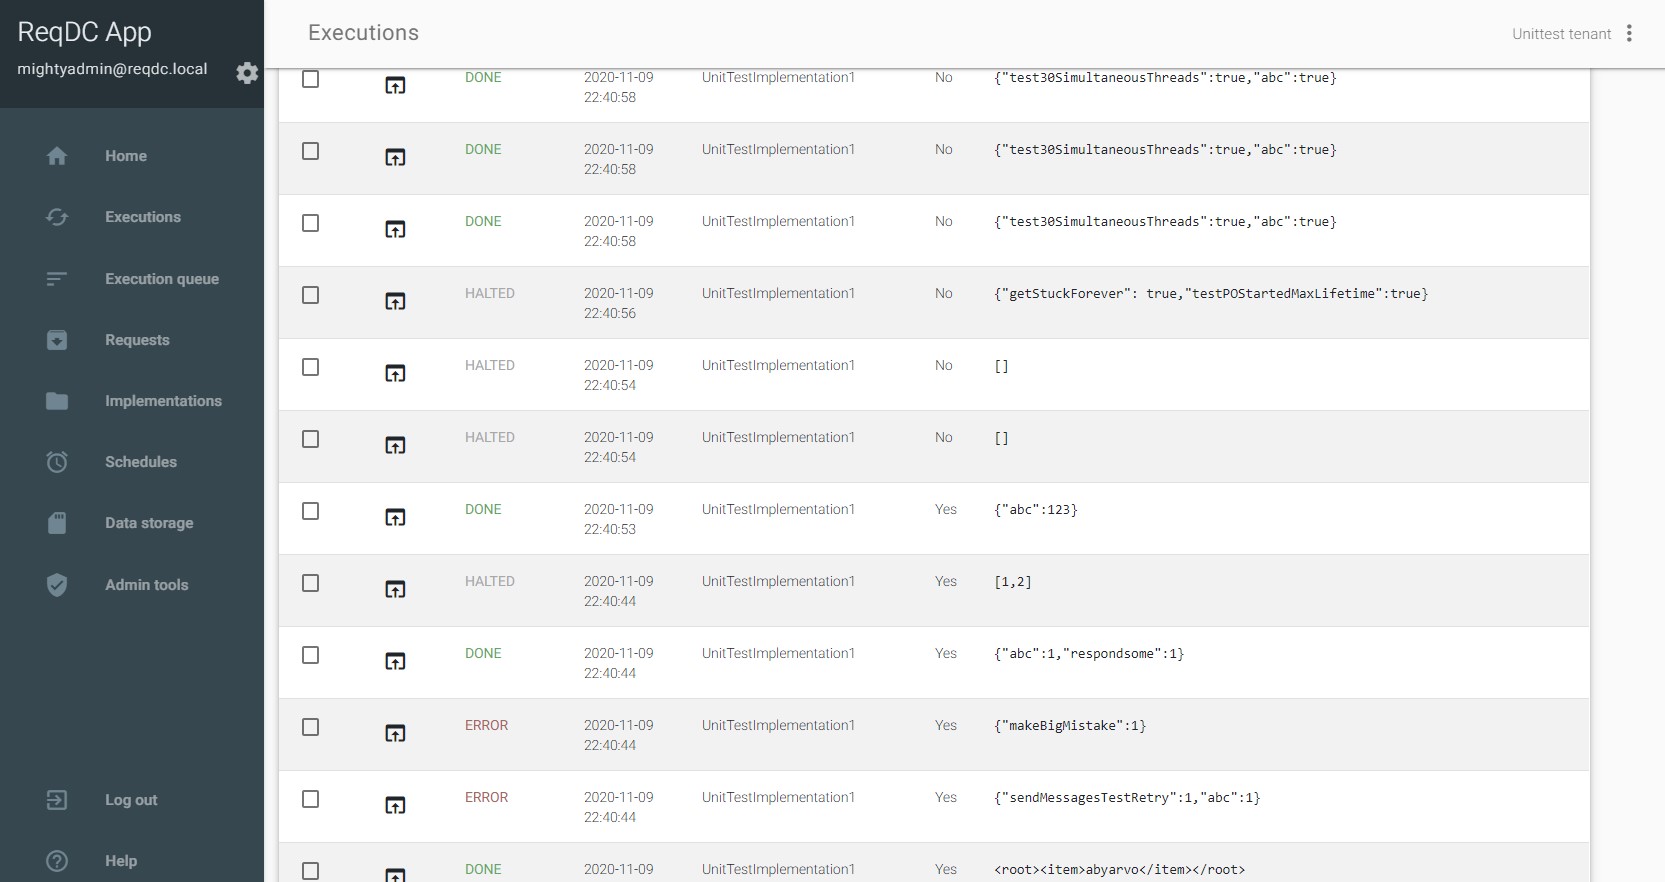 ReqDC App
mightyadmin@reqdc.local
Home
Executions
Execution queue
Requests
Implementations
Schedules
Data storage
Admin tools
Log out
Help
Executions
Unittest tenant
DONE 2020-11-09 UnitTestImplementation1 No {"test30SimultaneousThreads":true,"abc":true}
22:40:58
DONE 2020-11-09 UnitTestImplementation1 No {"test30SimultaneousThreads":true,"abc":true}
22:40:58
DONE 2020-11-09 UnitTestImplementation1 No {"test30SimultaneousThreads":true,"abc":true}
22:40:58
HALTED 2020-11-09 UnitTestImplementation1 No {"getStuckForever": true,"testPOStartedMaxLifetime":true}
22:40:56
HALTED 2020-11-09 UnitTestImplementation1 No []
22:40:54
HALTED 2020-11-09 UnitTestImplementation1 No []
22:40:54
DONE 2020-11-09 UnitTestImplementation1 Yes {"abc":123}
22:40:53
HALTED 2020-11-09 UnitTestImplementation1 Yes [1,2]
22:40:44
DONE 2020-11-09 UnitTestImplementation1 Yes {"abc":1,"respondsome":1}
22:40:44
ERROR 2020-11-09 UnitTestImplementation1 Yes {"makeBigMistake":1}
22:40:44
ERROR 2020-11-09 UnitTestImplementation1 Yes {"sendMessagesTestRetry":1,"abc":1}
22:40:44
DONE 2020-11-09 UnitTestImplementation1 Yes <root><item>abyarvo</item></root>